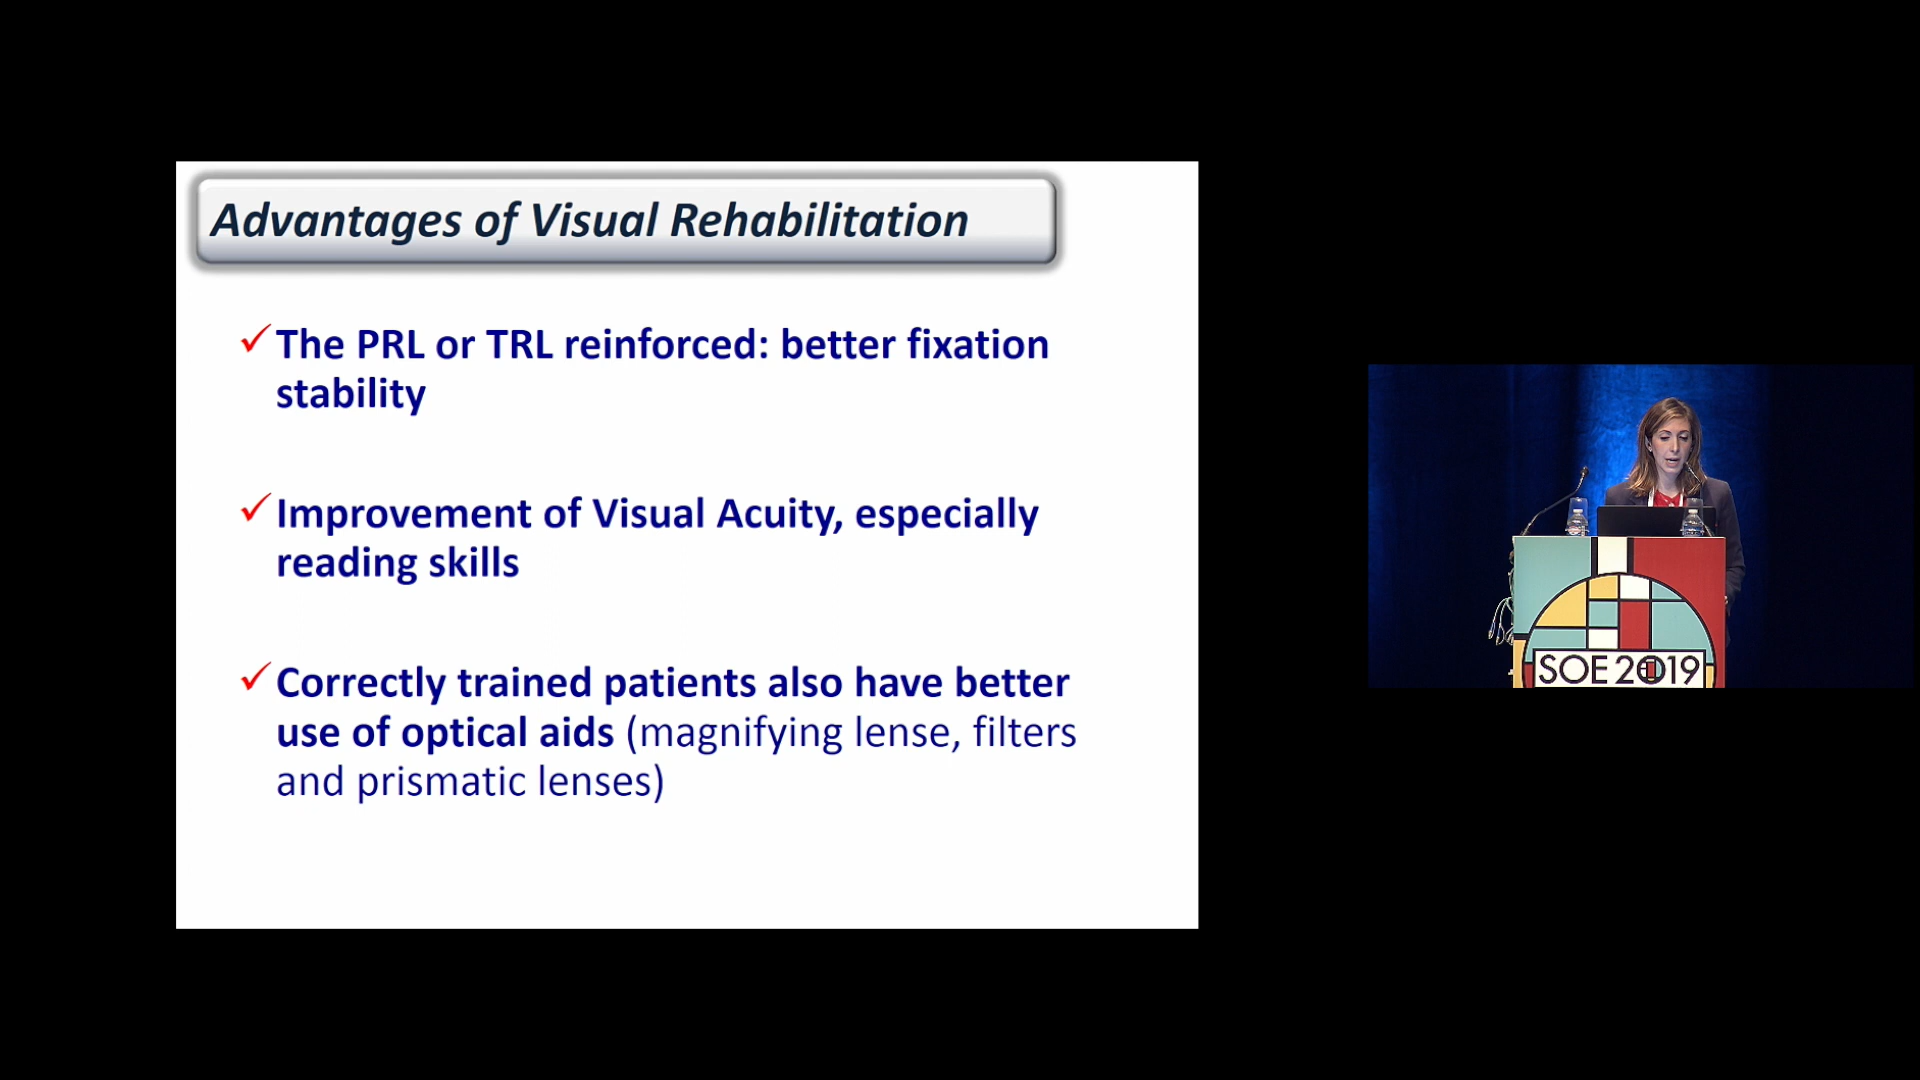 Advantages of Visual Rehabilitation
✓The PRL or TRL reinforced: better fixation
stability
✓Improvement of Visual Acuity, especially
reading skills
✓Correctly trained patients also have better
use of optical aids (magnifying lense, filters
and prismatic lenses)
SOE 2019